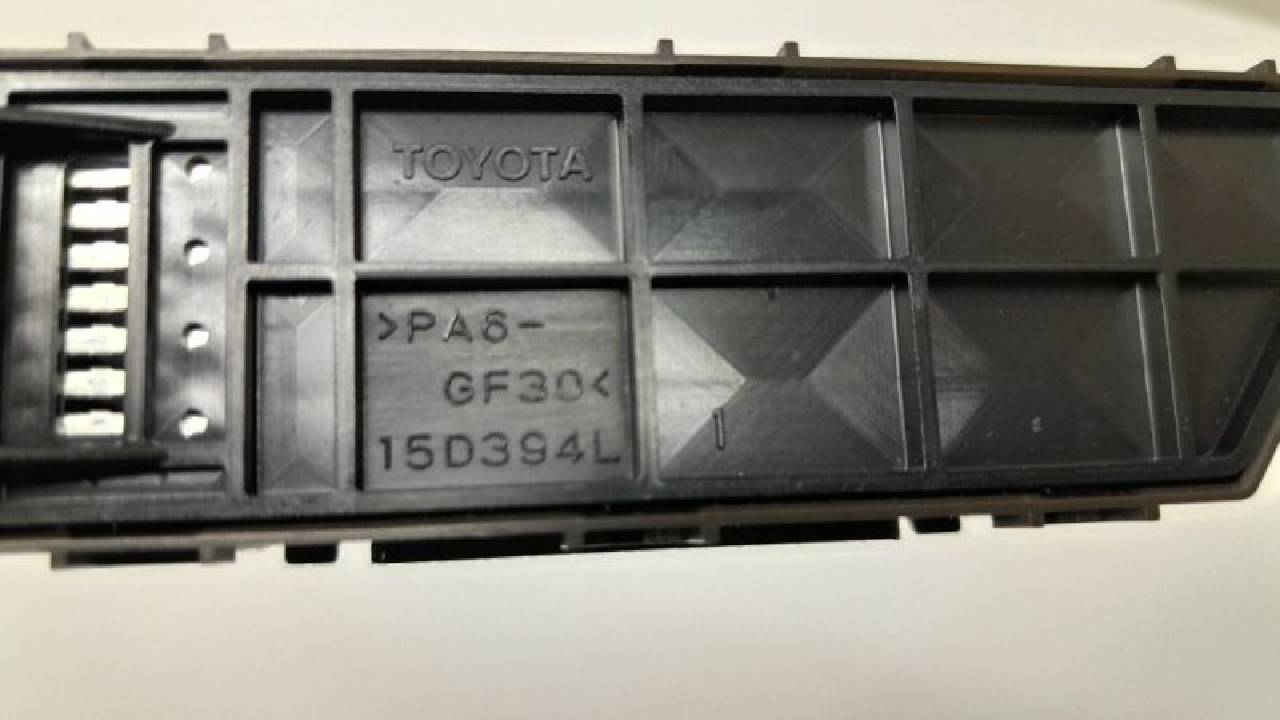 TOYOTA
>PA6-
GF30<
15D394L
1